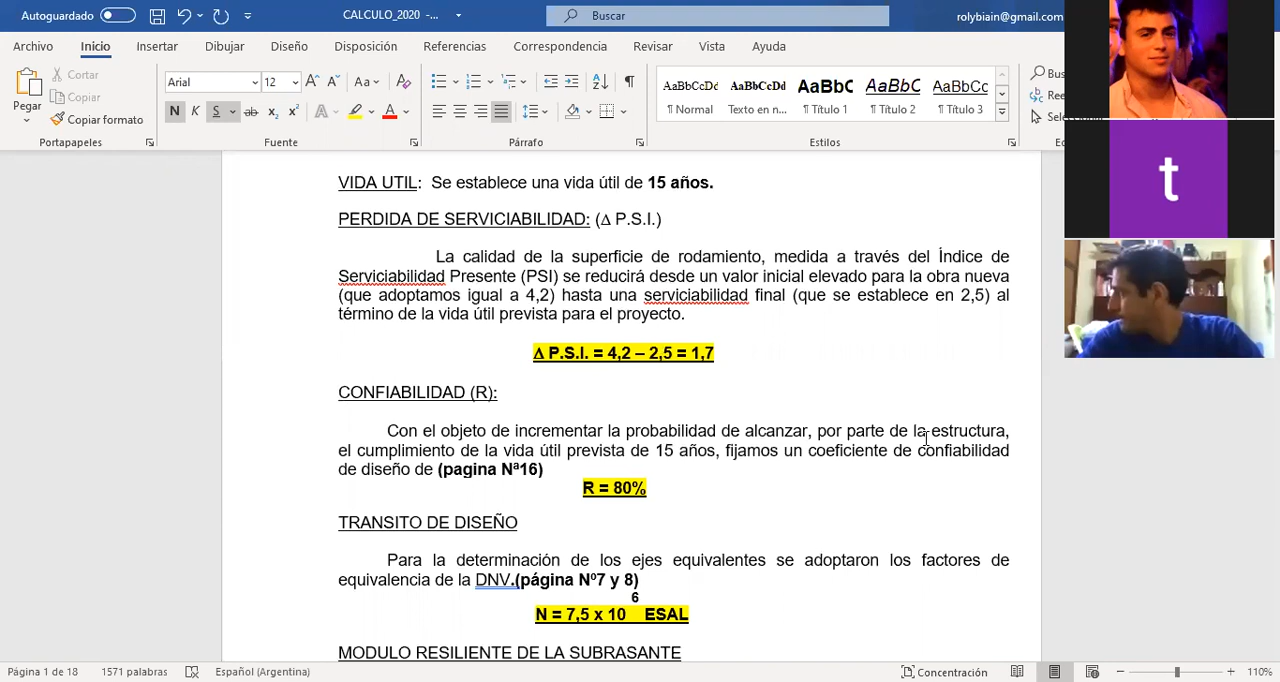 Autoguardado
CALCULO_2020 -...
Buscar
rolybiain@gmail.com
Archivo Inicio Insertar Dibujar Diseño Disposición Referencias Correspondencia Revisar Vista Ayuda
Pegar
Cortar
Copiar
Copiar formato
Portapapeles
Arial 12
Aa
N K S ab x₂ x² A A
Fuente
Párrafo
AaBbCcDd AaBbCcDd AaBbC AaBbC AaBbCc
¶ Normal Texto en n... ¶ Título 1 ¶ Título 2 ¶ Título 3
Estilos
VIDA UTIL: Se establece una vida útil de 15 años.
PERDIDA DE SERVICIABILIDAD: (Δ P.S.I.)
La calidad de la superficie de rodamiento, medida a través del Índice de
Serviciabilidad Presente (PSI) se reducirá desde un valor inicial elevado para la obra nueva
(que adoptamos igual a 4,2) hasta una serviciabilidad final (que se establece en 2,5) al
término de la vida útil prevista para el proyecto.
Δ P.S.I. = 4,2 – 2,5 = 1,7
CONFIABILIDAD (R):
Con el objeto de incrementar la probabilidad de alcanzar, por parte de la estructura,
el cumplimiento de la vida útil prevista de 15 años, fijamos un coeficiente de confiabilidad
de diseño de (pagina Nª16)
R = 80%
TRANSITO DE DISEÑO
Para la determinación de los ejes equivalentes se adoptaron los factores de
equivalencia de la DNV.(página Nº7 y 8)
6
N = 7,5 x 10 ESAL
MODULO RESILIENTE DE LA SUBRASANTE
t
Página 1 de 18 1571 palabras Español (Argentina) Concentración 110%